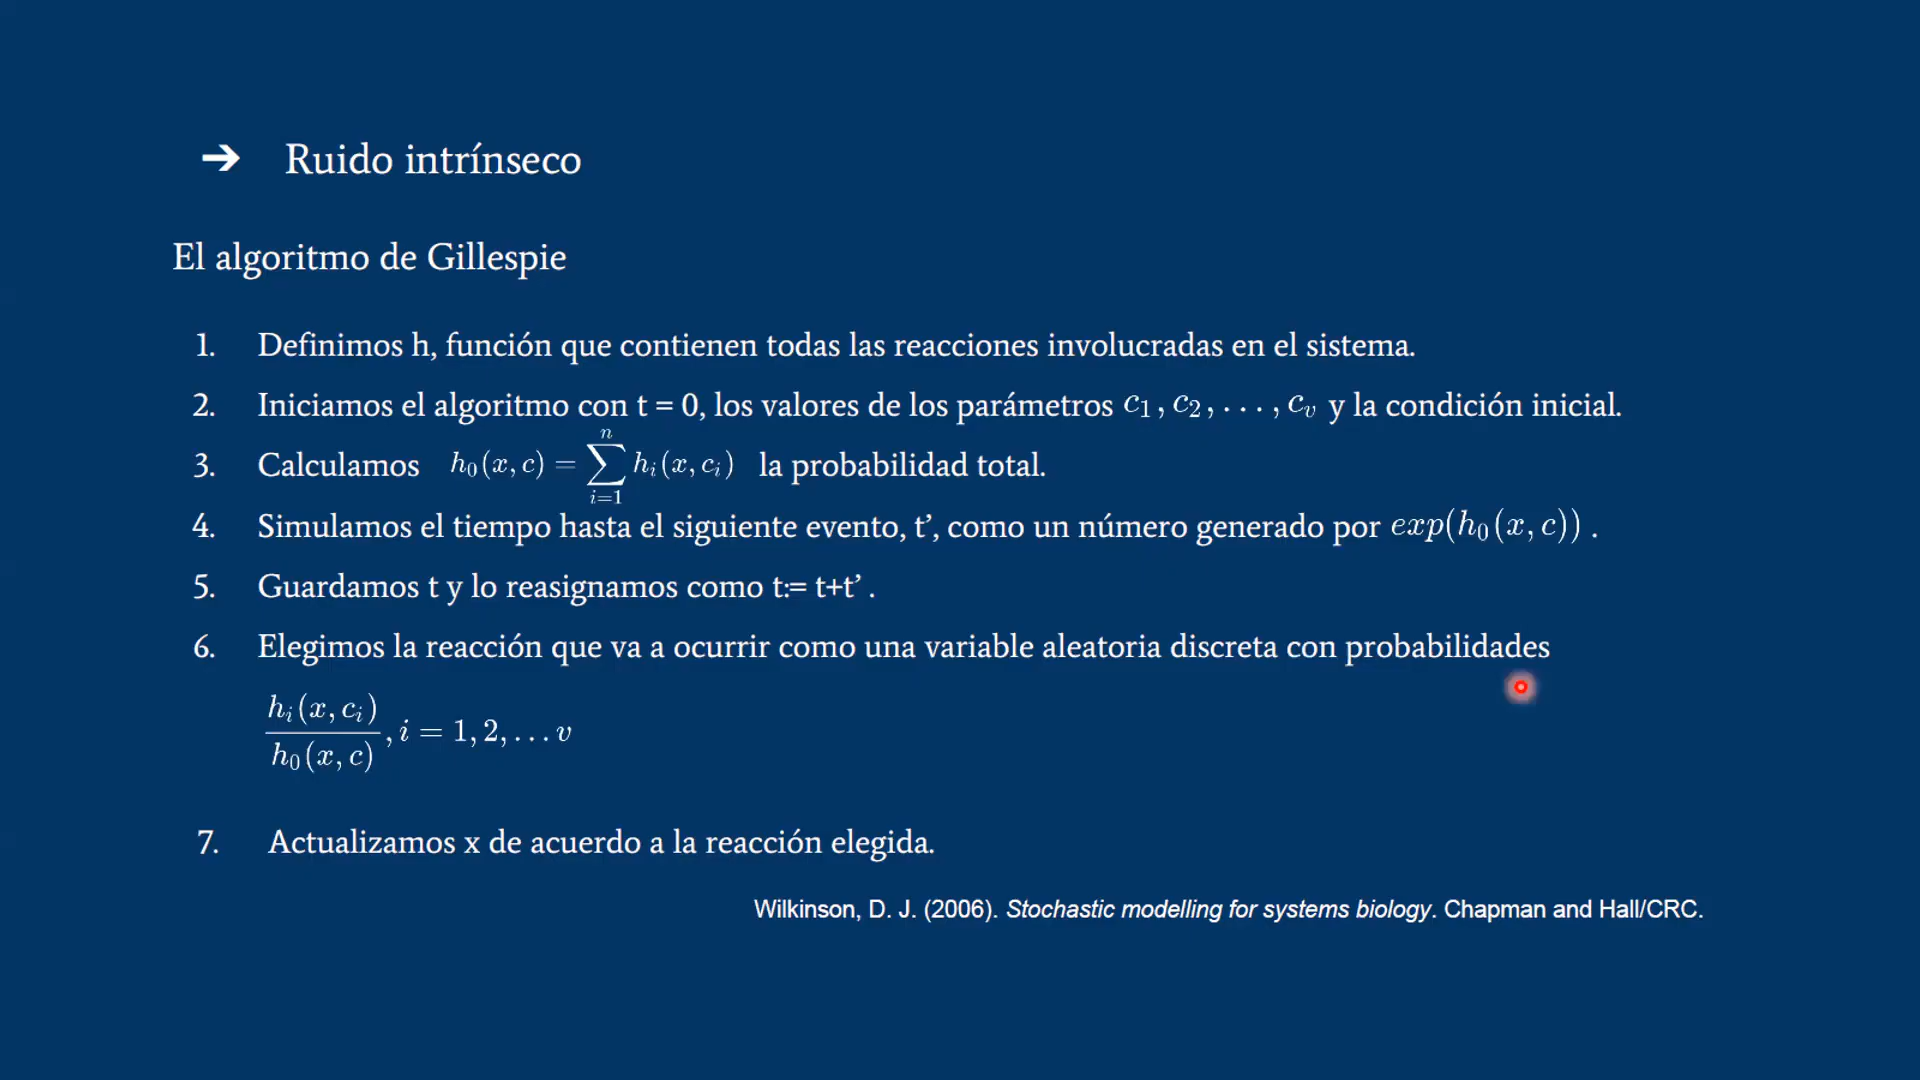 ➔ Ruido intrínseco
El algoritmo de Gillespie
1. Definimos h, función que contienen todas las reacciones involucradas en el sistema.
2. Iniciamos el algoritmo con t = 0, los valores de los parámetros c₁, c₂, . . . , cᵥ y la condición inicial.
3. Calculamos h₀(x, c) = ∑ᵢ₌₁ⁿ hᵢ(x, cᵢ) la probabilidad total.
4. Simulamos el tiempo hasta el siguiente evento, t’, como un número generado por exp(h₀(x, c)) .
5. Guardamos t y lo reasignamos como t:= t+t’ .
6. Elegimos la reacción que va a ocurrir como una variable aleatoria discreta con probabilidades
hᵢ(x, cᵢ) / h₀(x, c) , i = 1, 2, . . . v
7. Actualizamos x de acuerdo a la reacción elegida.
Wilkinson, D. J. (2006). Stochastic modelling for systems biology. Chapman and Hall/CRC.